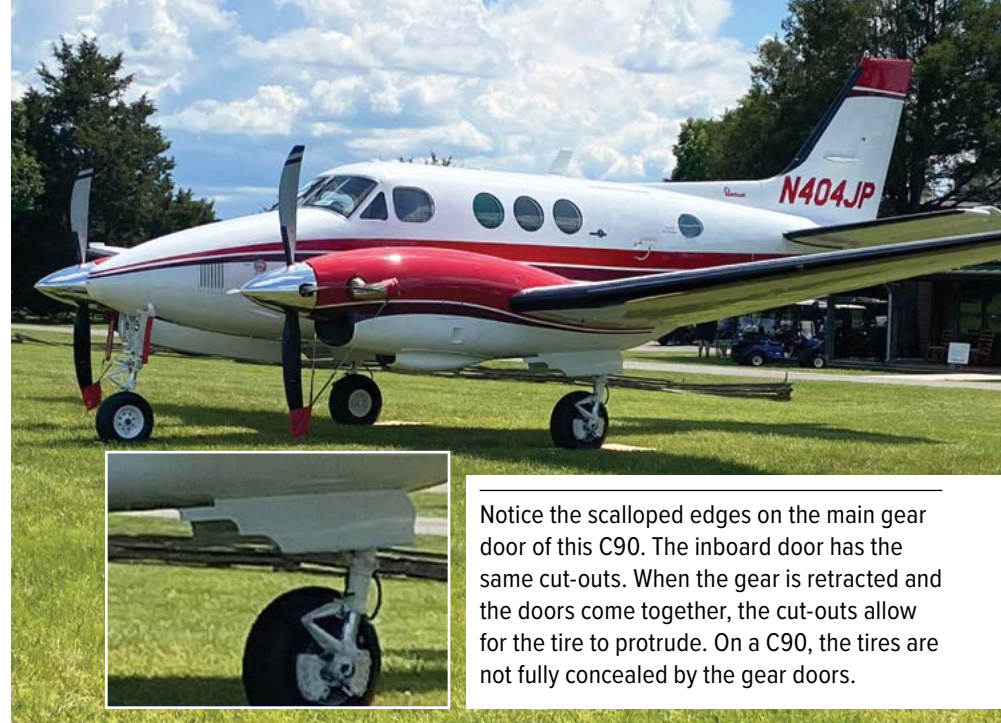 N404JP
Notice the scalloped edges on the main gear
door of this C90. The inboard door has the
same cut-outs. When the gear is retracted and
the doors come together, the cut-outs allow
for the tire to protrude. On a C90, the tires are
not fully concealed by the gear doors.